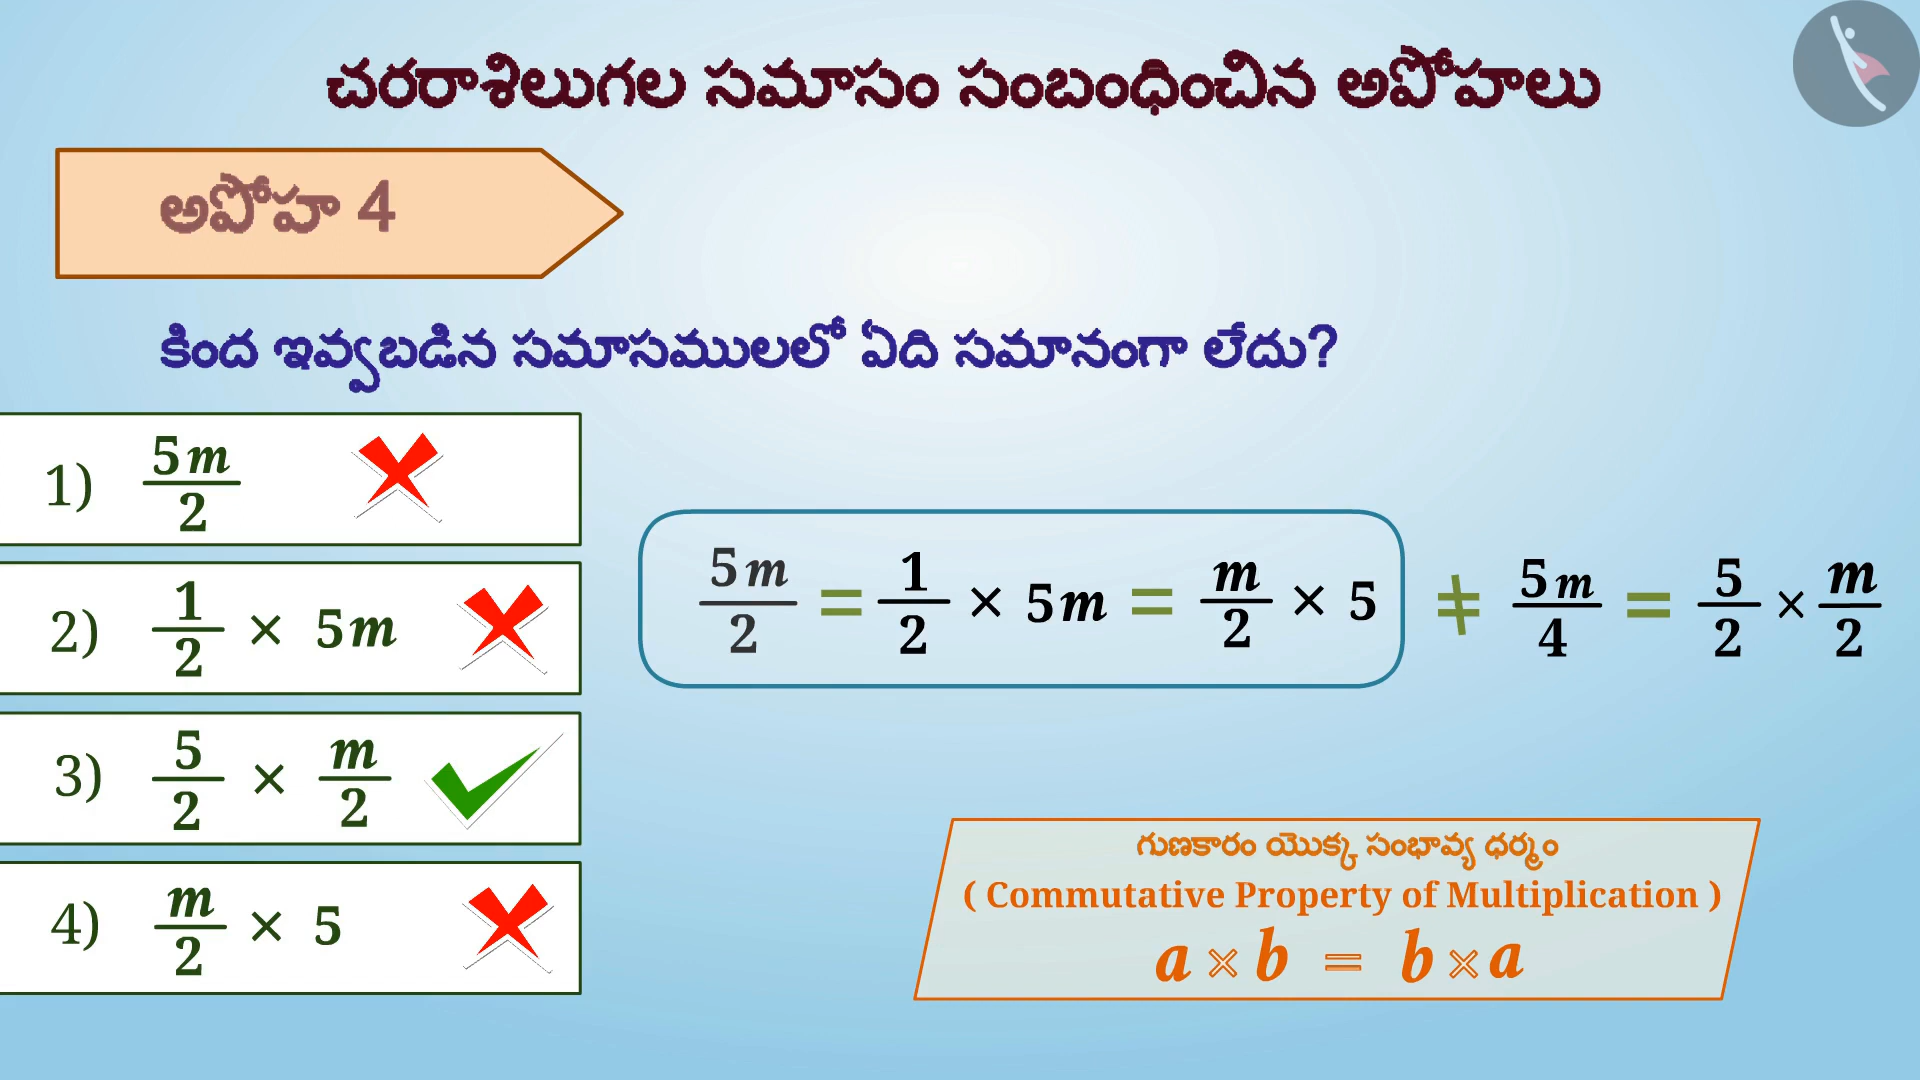 చరరాశిలుగల సమాసం సంబంధించిన అపోహలు
అపోహ 4
కింద ఇవ్వబడిన సమాసములలో ఏది సమానంగా లేదు?
1) 5m/2
2) 1/2 × 5m
3) 5/2 × m/2
4) m/2 × 5
5m/2 = 1/2 × 5m = m/2 × 5 ≠ 5m/4 = 5/2 × m/2
గుణకారం యొక్క సంభావ్య ధర్మం
( Commutative Property of Multiplication )
a × b = b × a